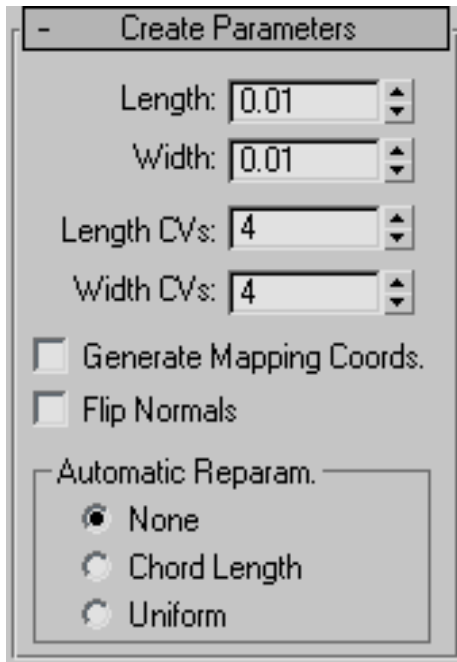 - Create Parameters
Length: 0.01
Width: 0.01
Length CVs: 4
Width CVs: 4
Generate Mapping Coords.
Flip Normals
Automatic Reparam.
None
Chord Length
Uniform